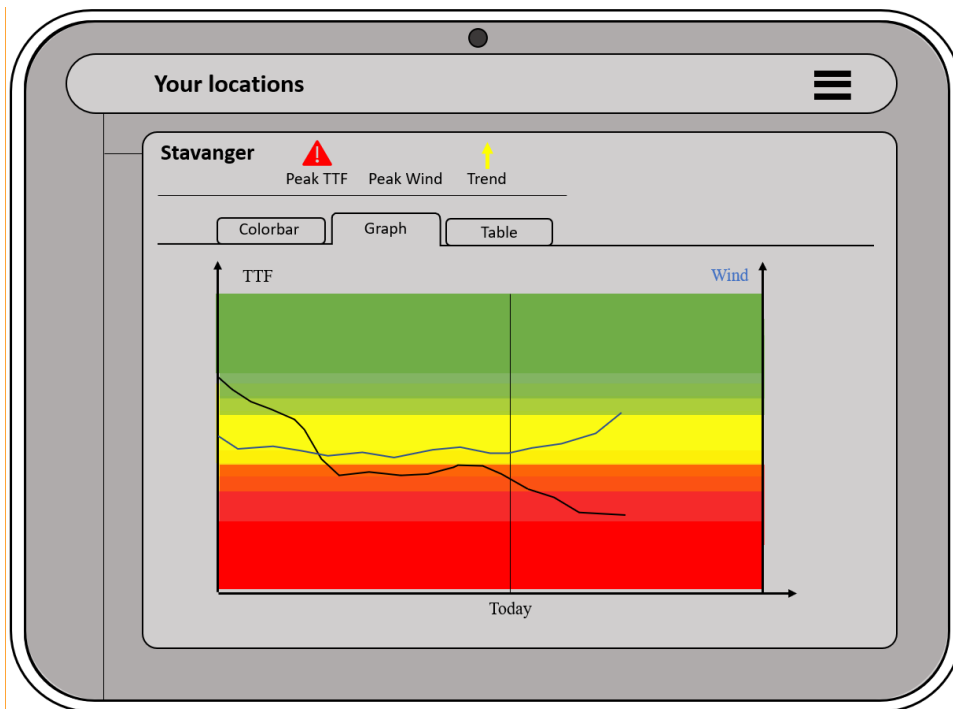 Your locations
Stavanger
!
Peak TTF Peak Wind Trend
Colorbar Graph Table
TTF Wind
Today